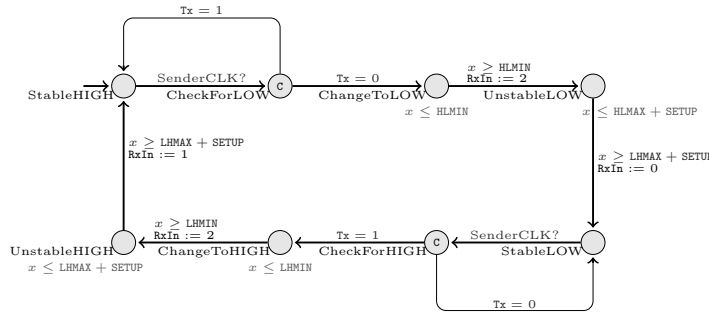 Tx = 1
SenderCLK?
C
Tx = 0
x ≥ HLMIN
RxIn := 2
StableHIGH
CheckForLOW
ChangeToLOW
UnstableLOW
x ≤ HLMIN
x ≤ HLMAX + SETUP
x ≥ LHMAX + SETUP
RxIn := 1
x ≥ LHMAX + SETUP
RxIn := 0
x ≥ LHMIN
RxIn := 2
Tx = 1
C
SenderCLK?
UnstableHIGH
ChangeToHIGH
CheckForHIGH
StableLOW
x ≤ LHMAX + SETUP
x ≤ LHMIN
Tx = 0